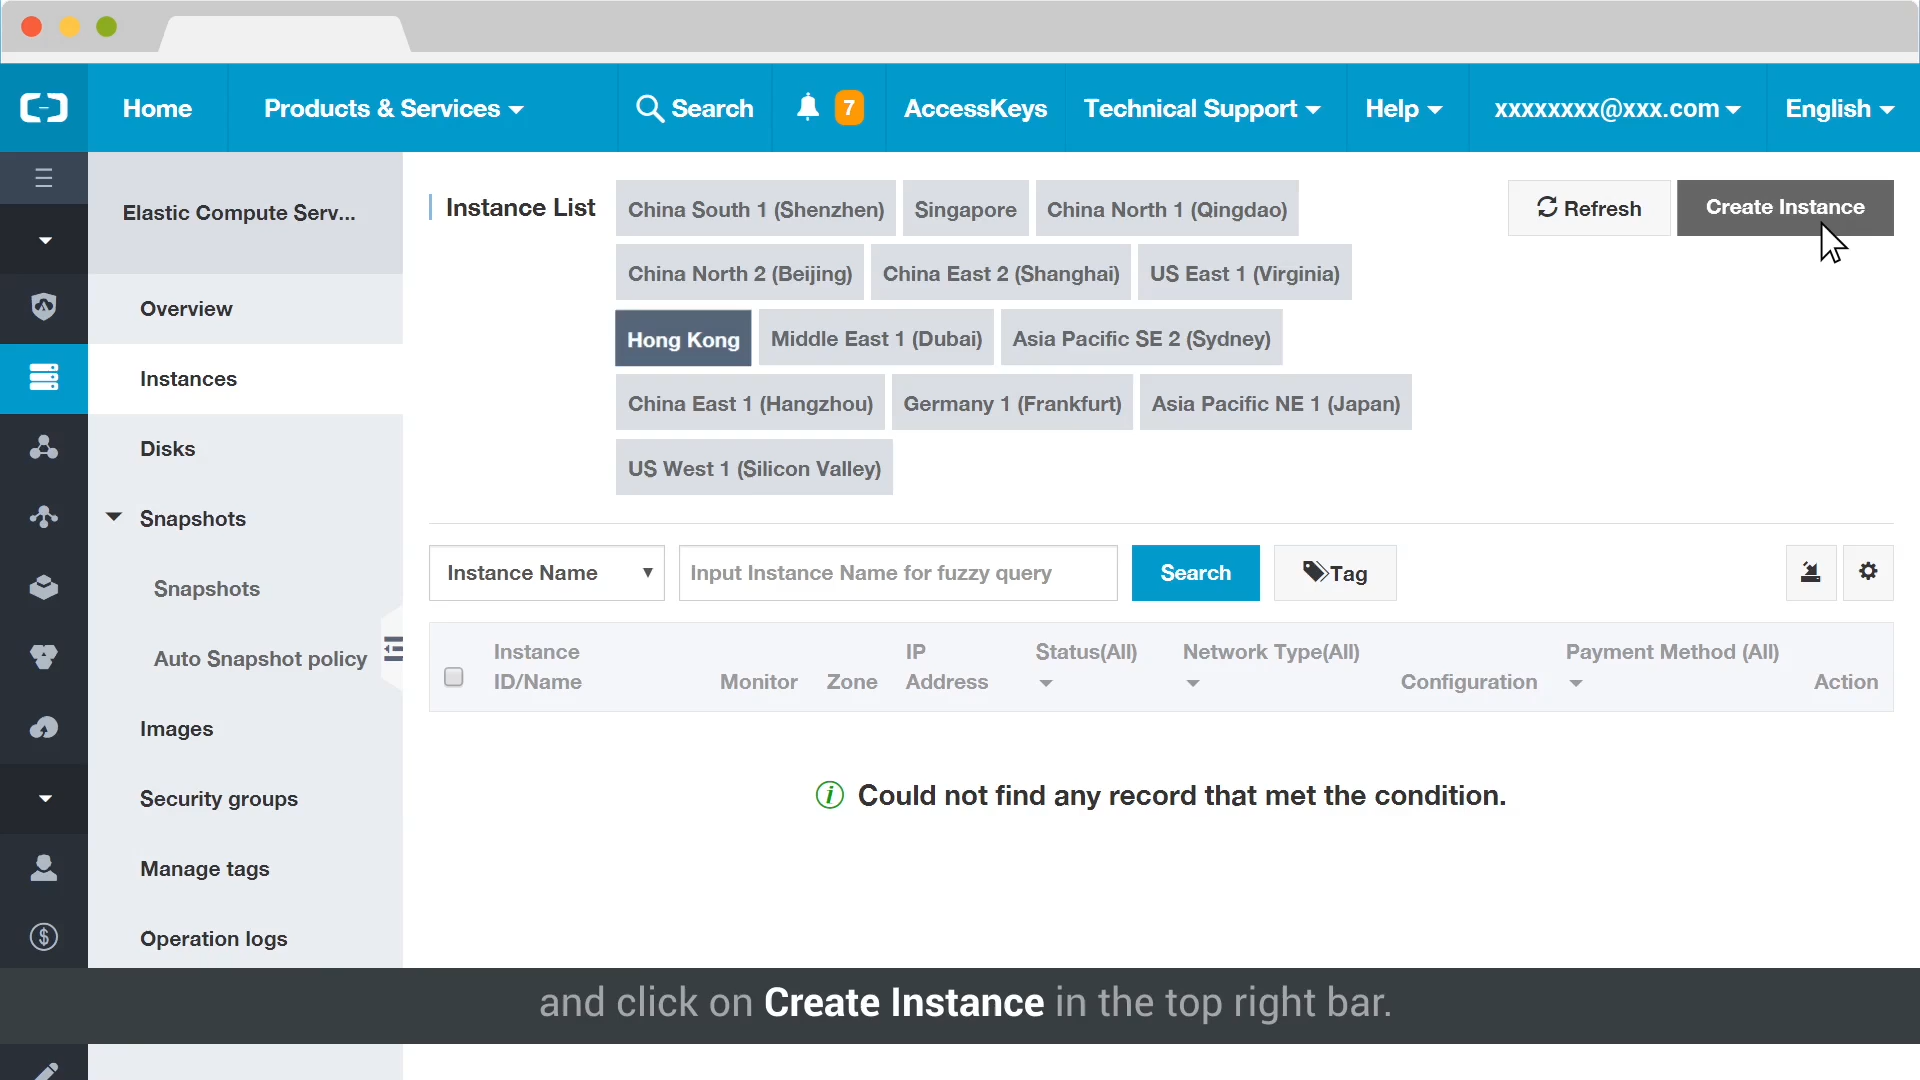 Home
Products & Services
Search
7
AccessKeys
Technical Support
Help
xxxxxxxx@xxx.com
English
Elastic Compute Serv...
Overview
Instances
Disks
Snapshots
Snapshots
Auto Snapshot policy
Images
Security groups
Manage tags
Operation logs
Instance List
China South 1 (Shenzhen)
Singapore
China North 1 (Qingdao)
Refresh
Create Instance
China North 2 (Beijing)
China East 2 (Shanghai)
US East 1 (Virginia)
Hong Kong
Middle East 1 (Dubai)
Asia Pacific SE 2 (Sydney)
China East 1 (Hangzhou)
Germany 1 (Frankfurt)
Asia Pacific NE 1 (Japan)
US West 1 (Silicon Valley)
Instance Name
Input Instance Name for fuzzy query
Search
Tag
Instance
ID/Name
Monitor
Zone
IP
Address
Status(All)
Network Type(All)
Configuration
Payment Method (All)
Action
Could not find any record that met the condition.
and click on Create Instance in the top right bar.